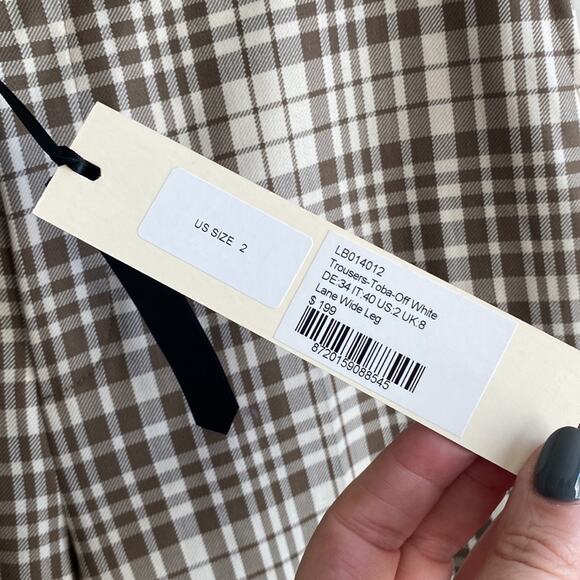 US SIZE 2
LB014012
Trousers-Toba-Off White
DE:34 IT:40 US:2 UK:8
Lane Wide Leg
$ 199
8720159088545